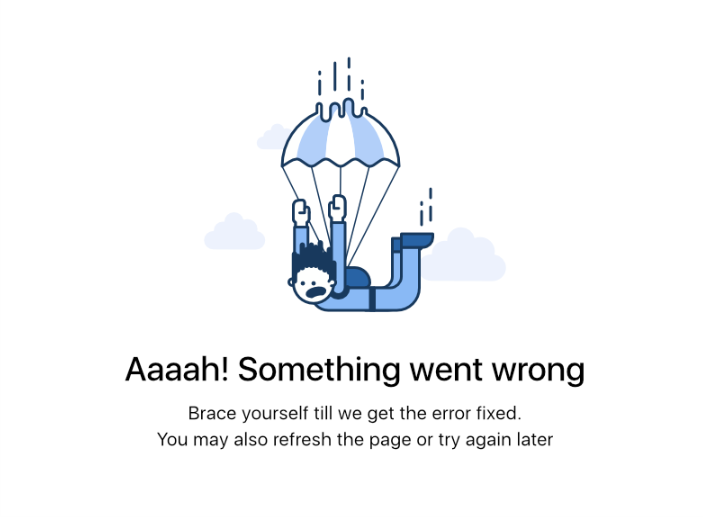 Aaaah! Something went wrong
Brace yourself till we get the error fixed.
You may also refresh the page or try again later